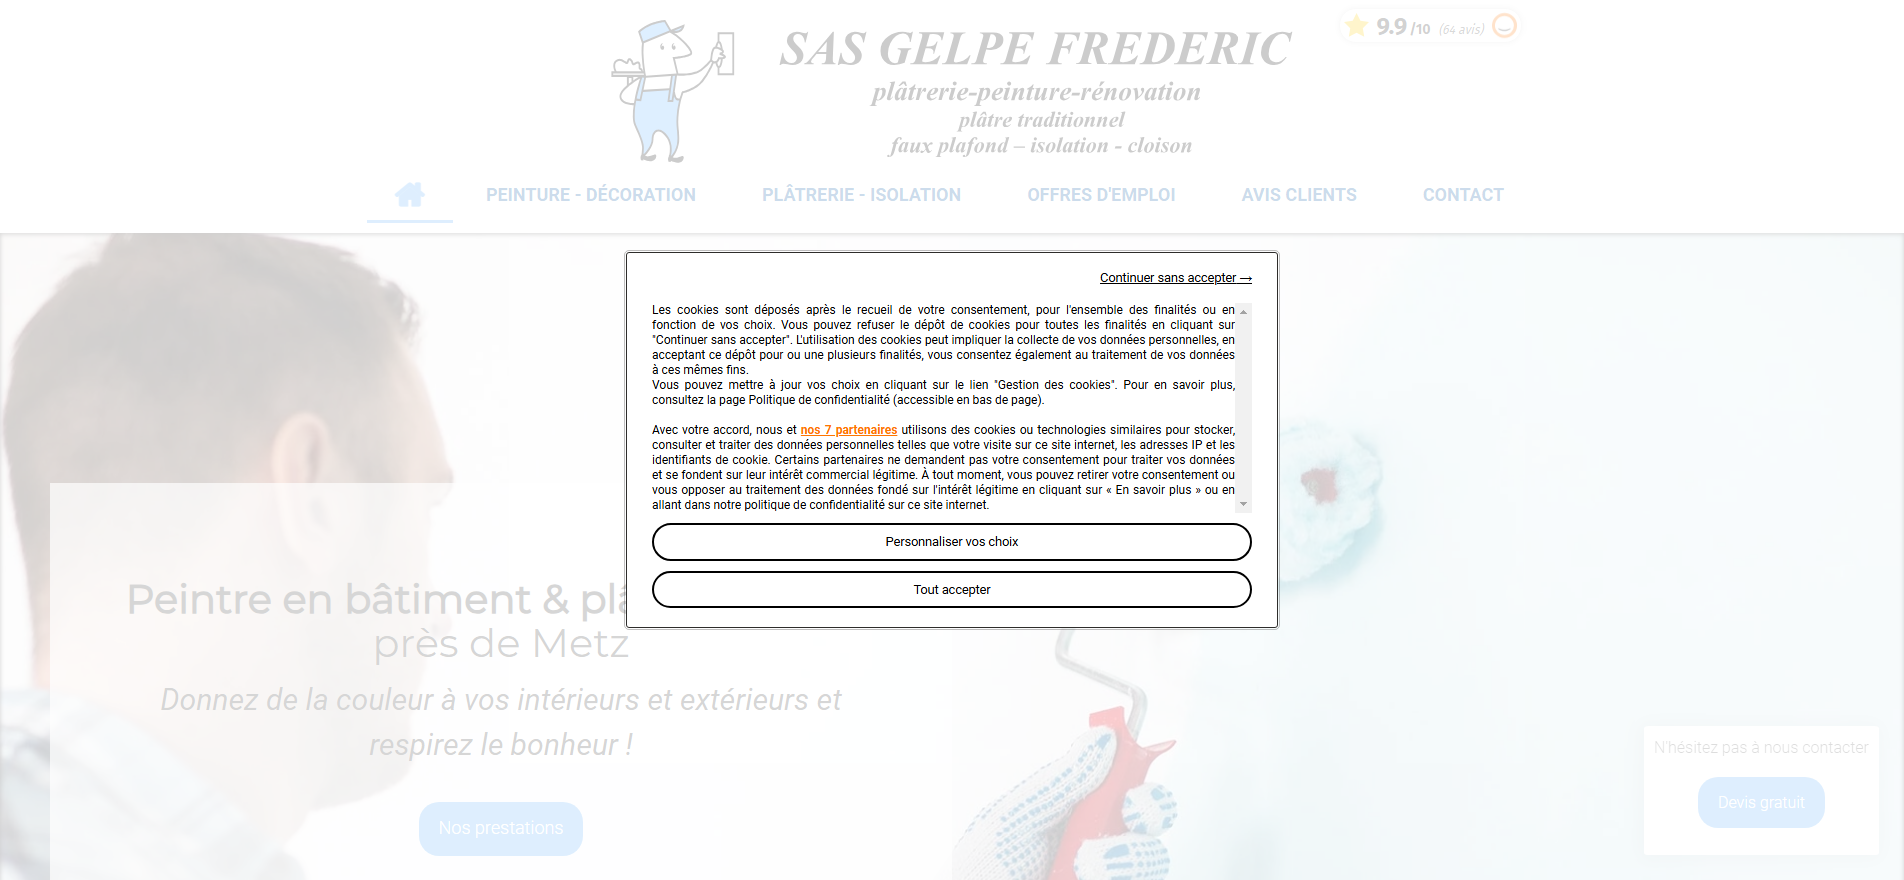 SAS GELPE FREDERIC
plâtrerie-peinture-rénovation
plâtre traditionnel
faux plafond – isolation - cloison
9.9 /10 (64 avis)
PEINTURE - DÉCORATION
PLÂTRERIE - ISOLATION
OFFRES D'EMPLOI
AVIS CLIENTS
CONTACT
Continuer sans accepter →
Les cookies sont déposés après le recueil de votre consentement, pour l'ensemble des finalités ou en
fonction de vos choix. Vous pouvez refuser le dépôt de cookies pour toutes les finalités en cliquant sur
"Continuer sans accepter". L'utilisation des cookies peut impliquer la collecte de vos données personnelles, en
acceptant ce dépôt pour ou une plusieurs finalités, vous consentez également au traitement de vos données
à ces mêmes fins.
Vous pouvez mettre à jour vos choix en cliquant sur le lien "Gestion des cookies". Pour en savoir plus,
consultez la page Politique de confidentialité (accessible en bas de page).
Avec votre accord, nous et nos 7 partenaires utilisons des cookies ou technologies similaires pour stocker,
consulter et traiter des données personnelles telles que votre visite sur ce site internet, les adresses IP et les
identifiants de cookie. Certains partenaires ne demandent pas votre consentement pour traiter vos données
et se fondent sur leur intérêt commercial légitime. À tout moment, vous pouvez retirer votre consentement ou
vous opposer au traitement des données fondé sur l'intérêt légitime en cliquant sur « En savoir plus » ou en
allant dans notre politique de confidentialité sur ce site internet.
Personnaliser vos choix
Tout accepter
Peintre en bâtiment & plâ
près de Metz
Donnez de la couleur à vos intérieurs et extérieurs et
respirez le bonheur !
Nos prestations
N'hésitez pas à nous contacter
Devis gratuit